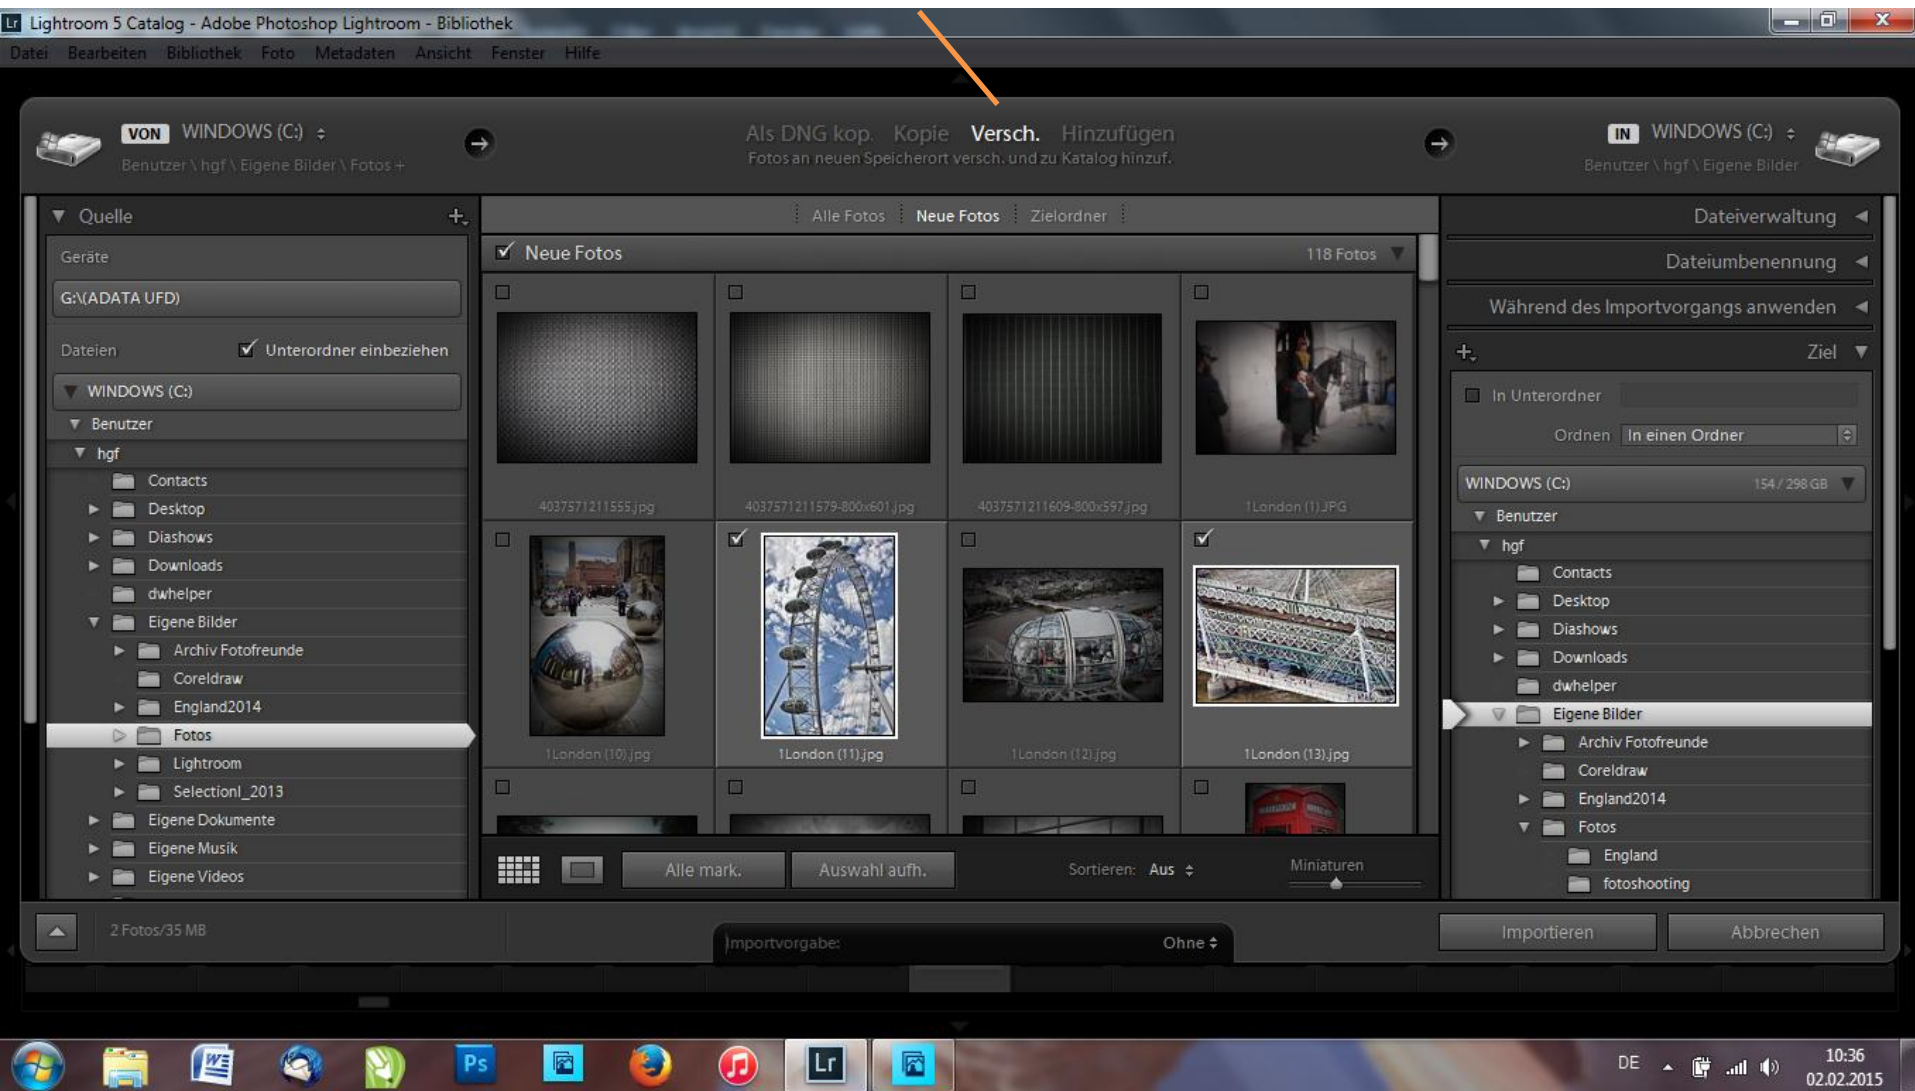 Lightroom 5 Catalog - Adobe Photoshop Lightroom - Bibliothek
Datei Bearbeiten Bibliothek Foto Metadaten Ansicht Fenster Hilfe
VON WINDOWS (C:)
Benutzer \ hgf \ Eigene Bilder \ Fotos +
Als DNG kop. Kopie Versch. Hinzufügen
Fotos an neuen Speicherort versch. und zu Katalog hinzuf.
IN WINDOWS (C:)
Benutzer \ hgf \ Eigene Bilder
Quelle
Geräte
G:\(ADATA UFD)
Dateien Unterordner einbeziehen
WINDOWS (C:)
Benutzer
hgf
Contacts
Desktop
Diashows
Downloads
dwhelper
Eigene Bilder
Archiv Fotofreunde
Coreldraw
England2014
Fotos
Lightroom
SelectionI_2013
Eigene Dokumente
Eigene Musik
Eigene Videos
Alle Fotos Neue Fotos Zielordner
Neue Fotos 118 Fotos
4037571211555.jpg 4037571211579-800x601.jpg 4037571211609-800x597.jpg 1London (1).JPG
1London (10).jpg 1London (11).jpg 1London (12).jpg 1London (13).jpg
Alle mark. Auswahl aufh. Sortieren: Aus Miniaturen
Dateiverwaltung
Dateiumbenennung
Während des Importvorgangs anwenden
Ziel
In Unterordner
Ordnen In einen Ordner
WINDOWS (C:) 154 / 298 GB
Benutzer
hgf
Contacts
Desktop
Diashows
Downloads
dwhelper
Eigene Bilder
Archiv Fotofreunde
Coreldraw
England2014
Fotos
England
fotoshooting
2 Fotos/35 MB
Importvorgabe: Ohne
Importieren Abbrechen
Ps
Lr
DE
10:36
02.02.2015